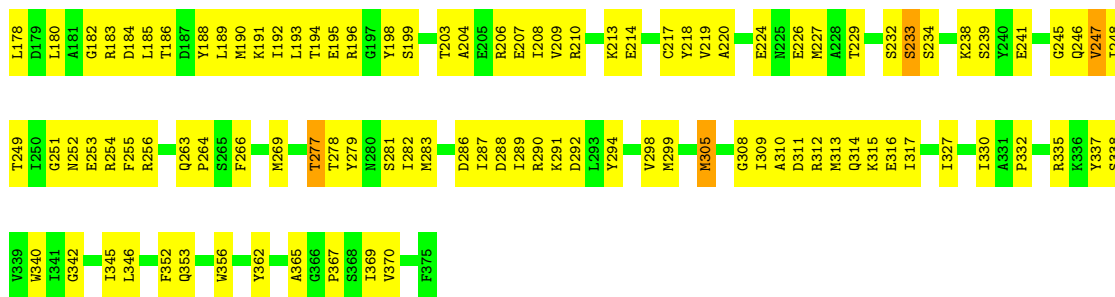 L178 D179 L180 A181 G182 R183 D184 L185 T186 D187 Y188 L189 M190 K191 I192 L193 T194 E195 R196 G197 Y198 S199 T203 A204 E205 R206 E207 I208 V209 R210 K213 E214 C217 Y218 V219 A220 E224 N225 E226 M227 A228 T229 S232 S233 S234 K238 S239 Y240 E241 G245 Q246 V247 I248
T249 I250 G251 N252 E253 R254 F255 R256 Q263 P264 S265 F266 M269 T277 T278 Y279 N280 S281 I282 M283 D286 I287 D288 I289 R290 K291 D292 L293 Y294 V298 M299 M305 G308 I309 A310 D311 R312 M313 Q314 K315 E316 I317 I327 I330 A331 P332 R335 K336 Y337 S338
V339 W340 I341 G342 I345 L346 F352 Q353 W356 Y362 A365 G366 P367 S368 I369 V370 F375